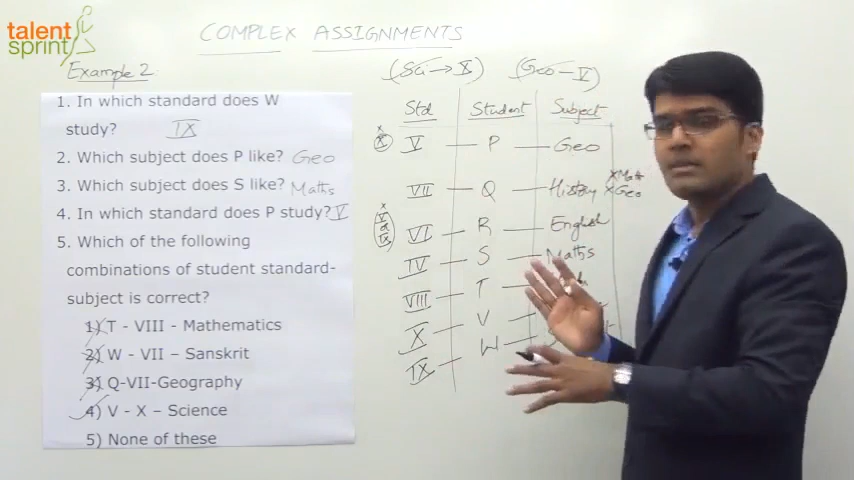 talent
sprint
COMPLEX ASSIGNMENTS
Example 2
1. In which standard does W
study? IX
2. Which subject does P like? Geo
3. Which subject does S like? Maths
4. In which standard does P study? V
5. Which of the following
combinations of student standard-
subject is correct?
1) T - VIII - Mathematics
2) W - VII – Sanskrit
3) Q-VII-Geography
4) V - X – Science
5) None of these
(Sci → X) (Geo – V)
Std Student Subject
x X V — P — Geo
VII — Q — History x Math x Geo
x V or IX VI — R — English
IV — S — Maths
VIII — T —
X — V —
IX — W —